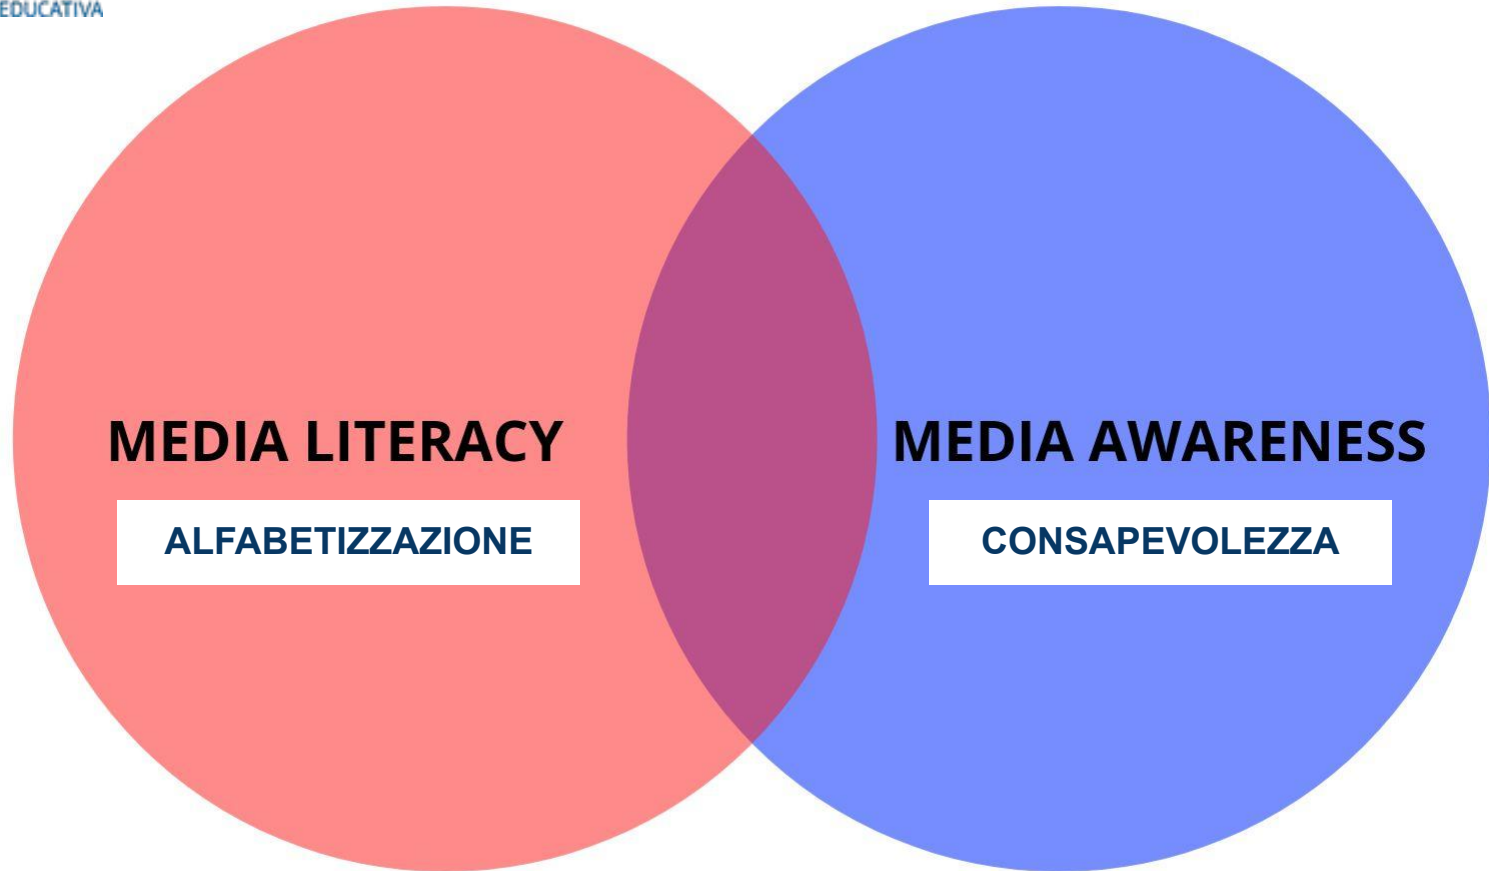 EDUCATIVA
MEDIA LITERACY
ALFABETIZZAZIONE
MEDIA AWARENESS
CONSAPEVOLEZZA